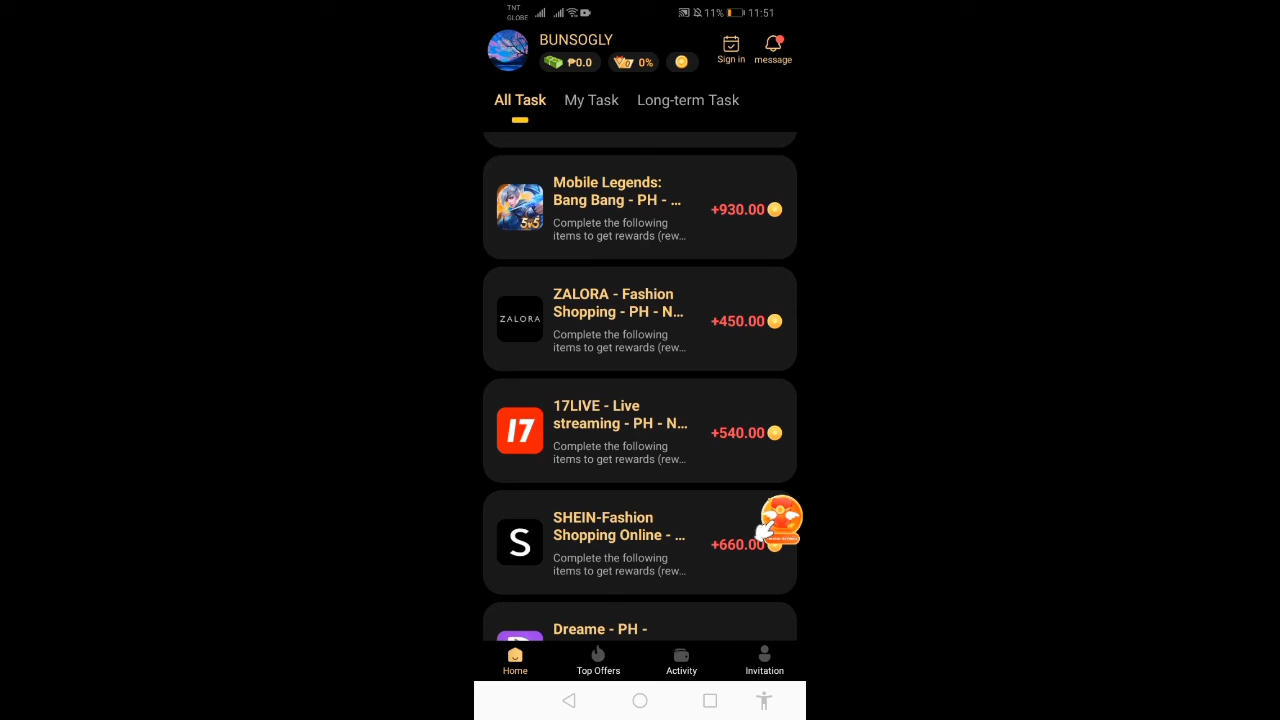 TNT
GLOBE
11% 11:51
BUNSOGLY
₱0.0 0%
Sign in message
All Task My Task Long-term Task
Mobile Legends:
Bang Bang - PH - ...
Complete the following
items to get rewards (rew...
+930.00
5v5
ZALORA - Fashion
Shopping - PH - N...
Complete the following
items to get rewards (rew...
+450.00
ZALORA
17LIVE - Live
streaming - PH - N...
Complete the following
items to get rewards (rew...
+540.00
17
SHEIN-Fashion
Shopping Online - ...
Complete the following
items to get rewards (rew...
+660.00
S
Dreame - PH -
Home Top Offers Activity Invitation